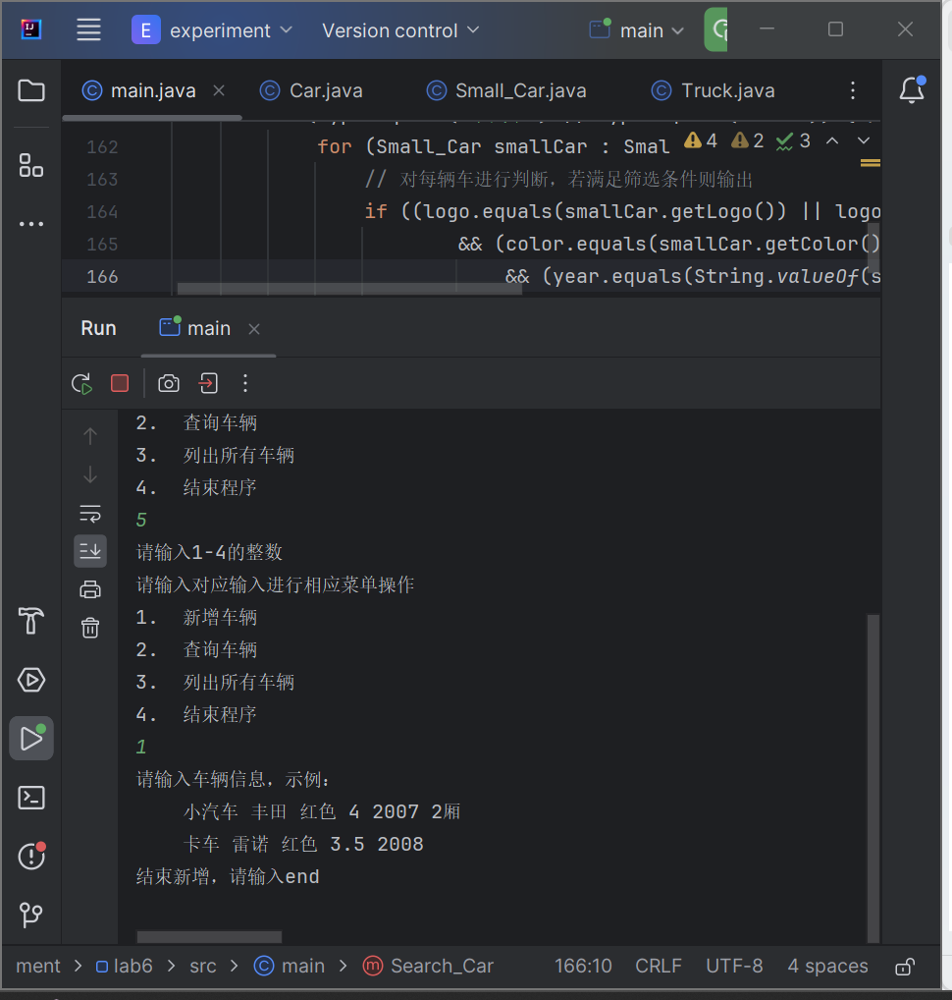 E experiment Version control main
main.java Car.java Small_Car.java Truck.java
162 for (Small_Car smallCar : Smal 4 2 3
163 // 对每辆车进行判断，若满足筛选条件则输出
164 if ((logo.equals(smallCar.getLogo()) || logo
165 && (color.equals(smallCar.getColor()
166 && (year.equals(String.valueOf(s
Run main
2. 查询车辆
3. 列出所有车辆
4. 结束程序
5
请输入1-4的整数
请输入对应输入进行相应菜单操作
1. 新增车辆
2. 查询车辆
3. 列出所有车辆
4. 结束程序
1
请输入车辆信息，示例：
小汽车 丰田 红色 4 2007 2厢
卡车 雷诺 红色 3.5 2008
结束新增，请输入end
ment lab6 src main Search_Car 166:10 CRLF UTF-8 4 spaces